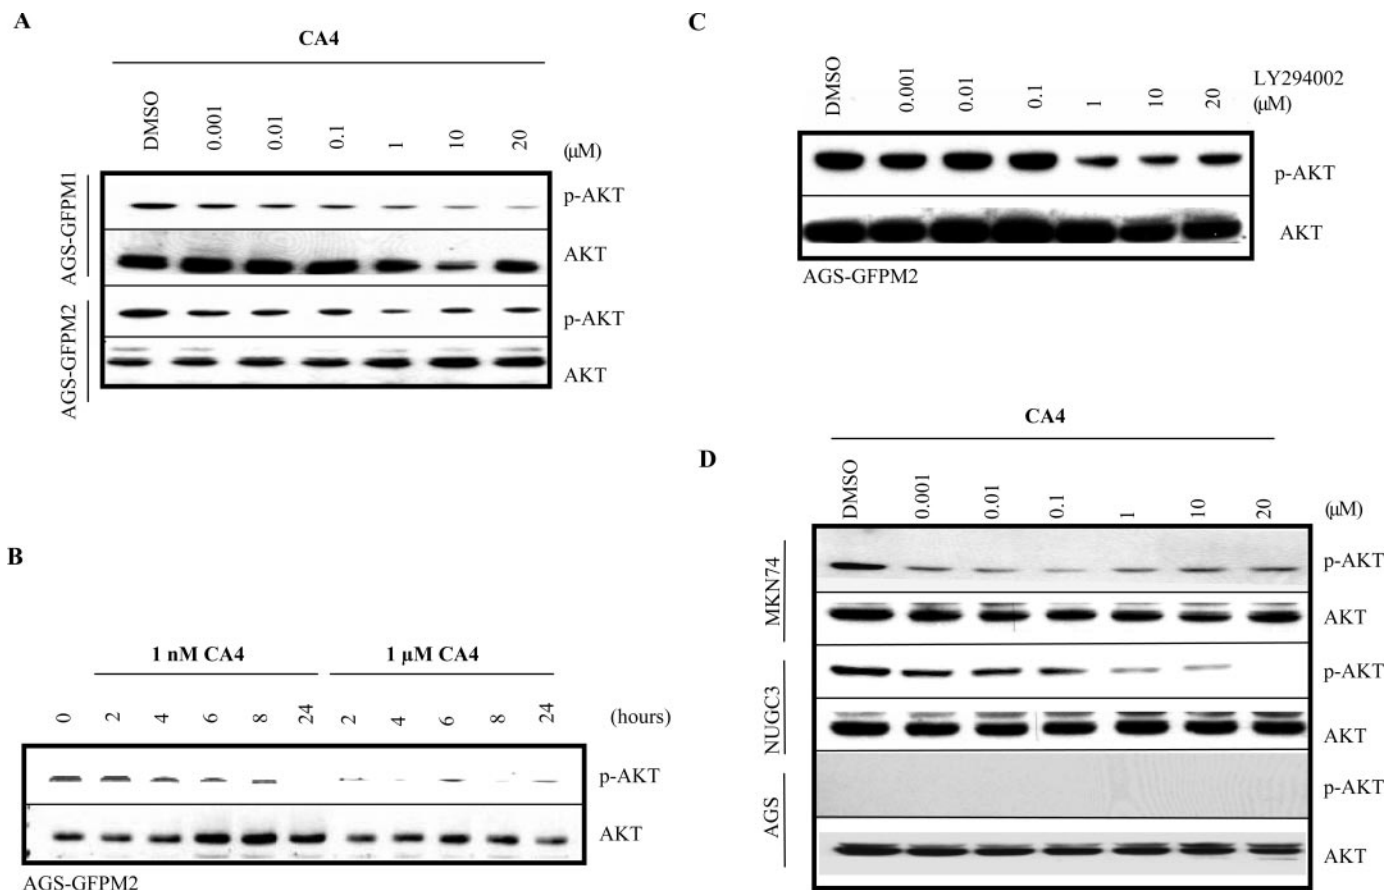 A
CA4
DMSO 0.001 0.01 0.1 1 10 20
(μM)
AGS-GFPM1
p-AKT
AKT
AGS-GFPM2
p-AKT
AKT
B
1 nM CA4 1 μM CA4
0 2 4 6 8 24 2 4 6 8 24 (hours)
p-AKT
AKT
AGS-GFPM2
C
DMSO 0.001 0.01 0.1 1 10 20
LY294002
(μM)
p-AKT
AKT
AGS-GFPM2
D
CA4
DMSO 0.001 0.01 0.1 1 10 20 (μM)
MKN74
p-AKT
AKT
NUGC3
p-AKT
AKT
AGS
p-AKT
AKT